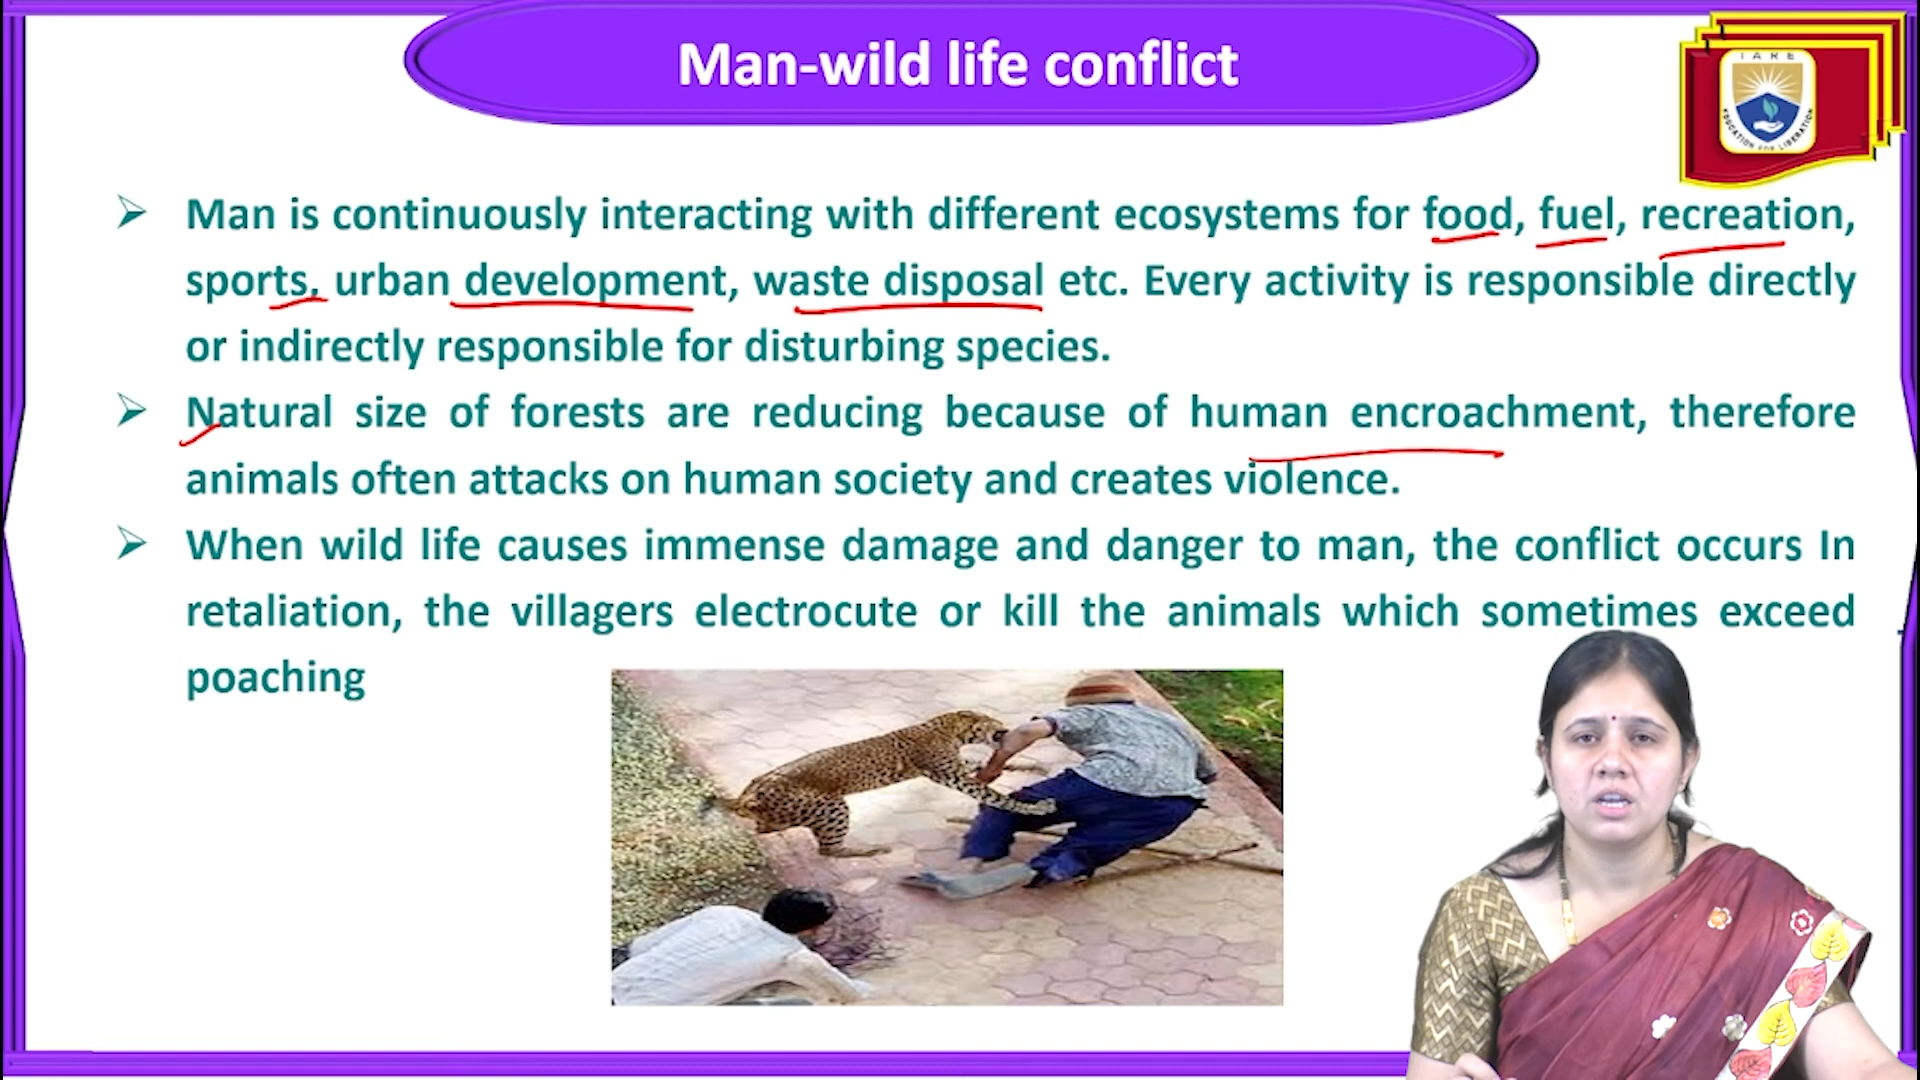 Man-wild life conflict
IARE
EDUCATION FOR LIBERATION
Man is continuously interacting with different ecosystems for food, fuel, recreation,
sports, urban development, waste disposal etc. Every activity is responsible directly
or indirectly responsible for disturbing species.
Natural size of forests are reducing because of human encroachment, therefore
animals often attacks on human society and creates violence.
When wild life causes immense damage and danger to man, the conflict occurs In
retaliation, the villagers electrocute or kill the animals which sometimes exceed
poaching